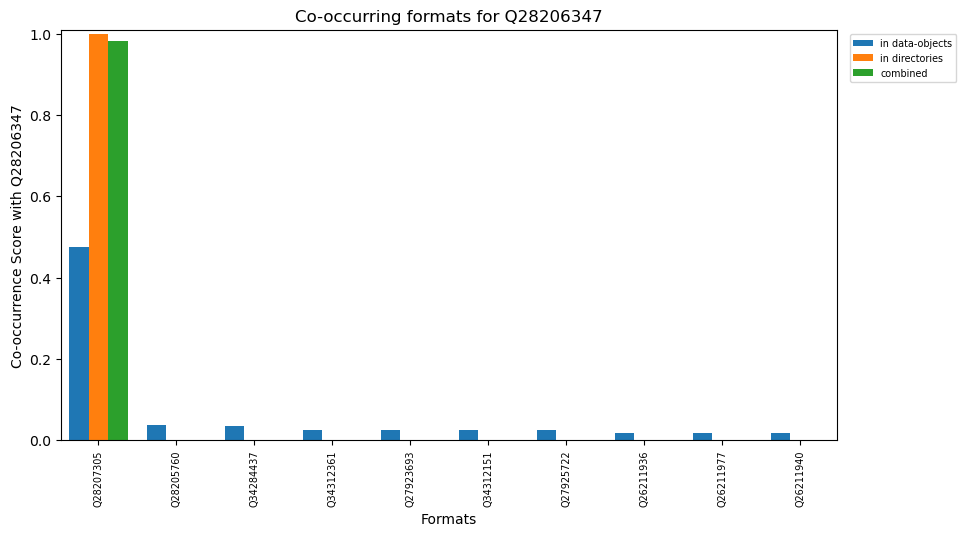 Co-occurring formats for Q28206347
in data-objects
in directories
combined
Co-occurrence Score with Q28206347
1.0
0.8
0.6
0.4
0.2
0.0
Q28207305
Q28205760
Q34284437
Q34312361
Q27923693
Q34312151
Q27925722
Q26211936
Q26211977
Q26211940
Formats